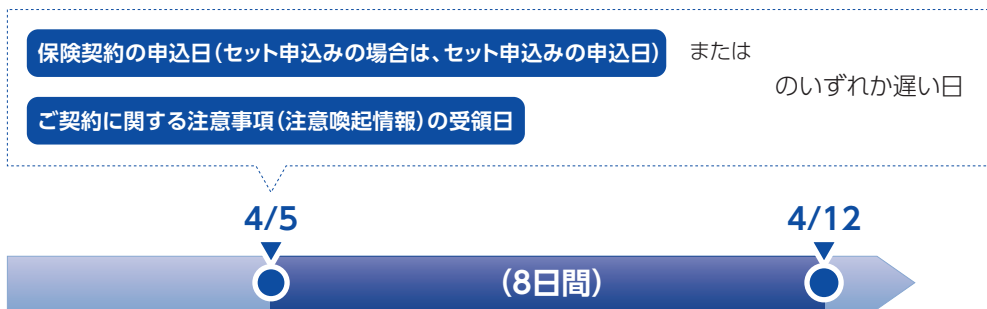 保険契約の申込日(セット申込みの場合は、セット申込みの申込日) または
のいずれか遅い日
ご契約に関する注意事項(注意喚起情報)の受領日
4/5 4/12
(8日間)